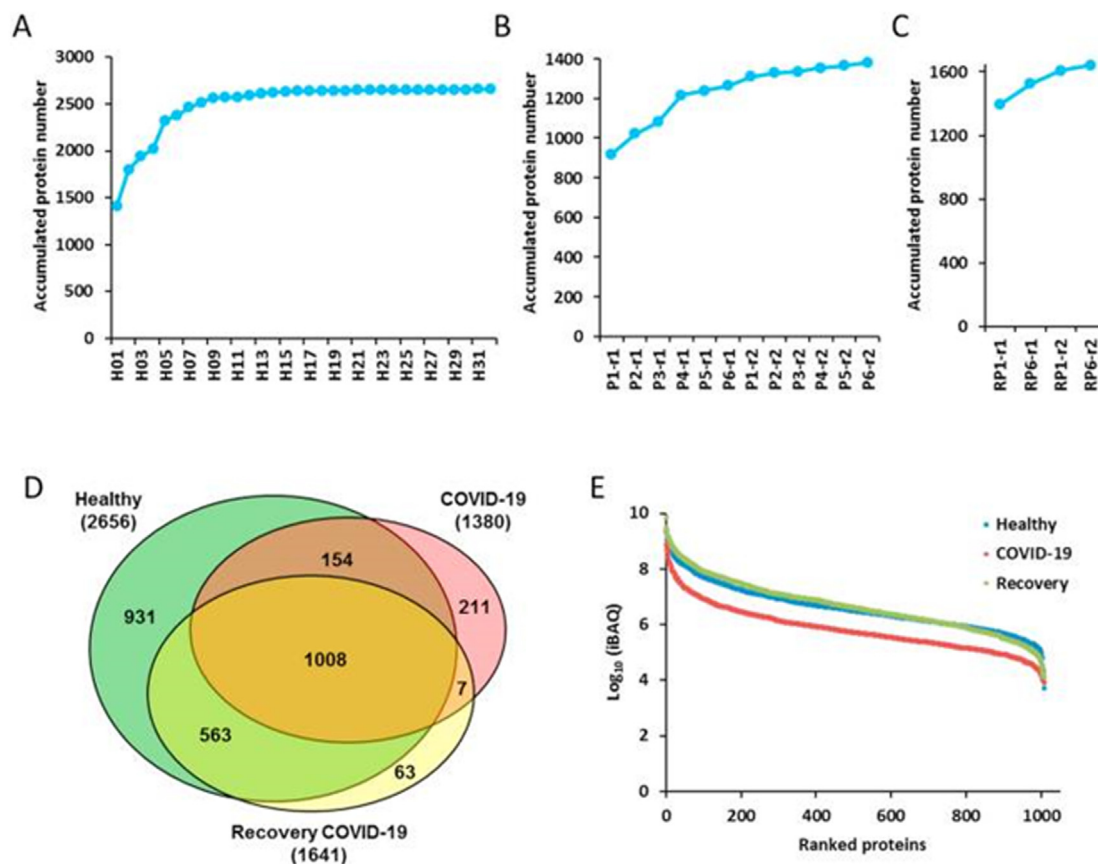 A
Accumulated protein number
3000
2500
2000
1500
1000
500
0
H01
H03
H05
H07
H09
H11
H13
H15
H17
H19
H21
H23
H25
H27
H29
H31
B
Accumulated protein number
1400
1200
1000
800
600
400
200
0
P1-r1
P2-r1
P3-r1
P4-r1
P5-r1
P6-r1
P1-r2
P2-r2
P3-r2
P4-r2
P5-r2
P6-r2
C
Accumulated protein number
1600
1200
800
400
0
RP1-r1
RP6-r1
RP1-r2
RP6-r2
D
Healthy
(2656)
COVID-19
(1380)
154
931
211
1008
7
563
63
Recovery COVID-19
(1641)
E
Log₁₀ (iBAQ)
10
8
6
4
2
0
Healthy
COVID-19
Recovery
0
200
400
600
800
1000
Ranked proteins